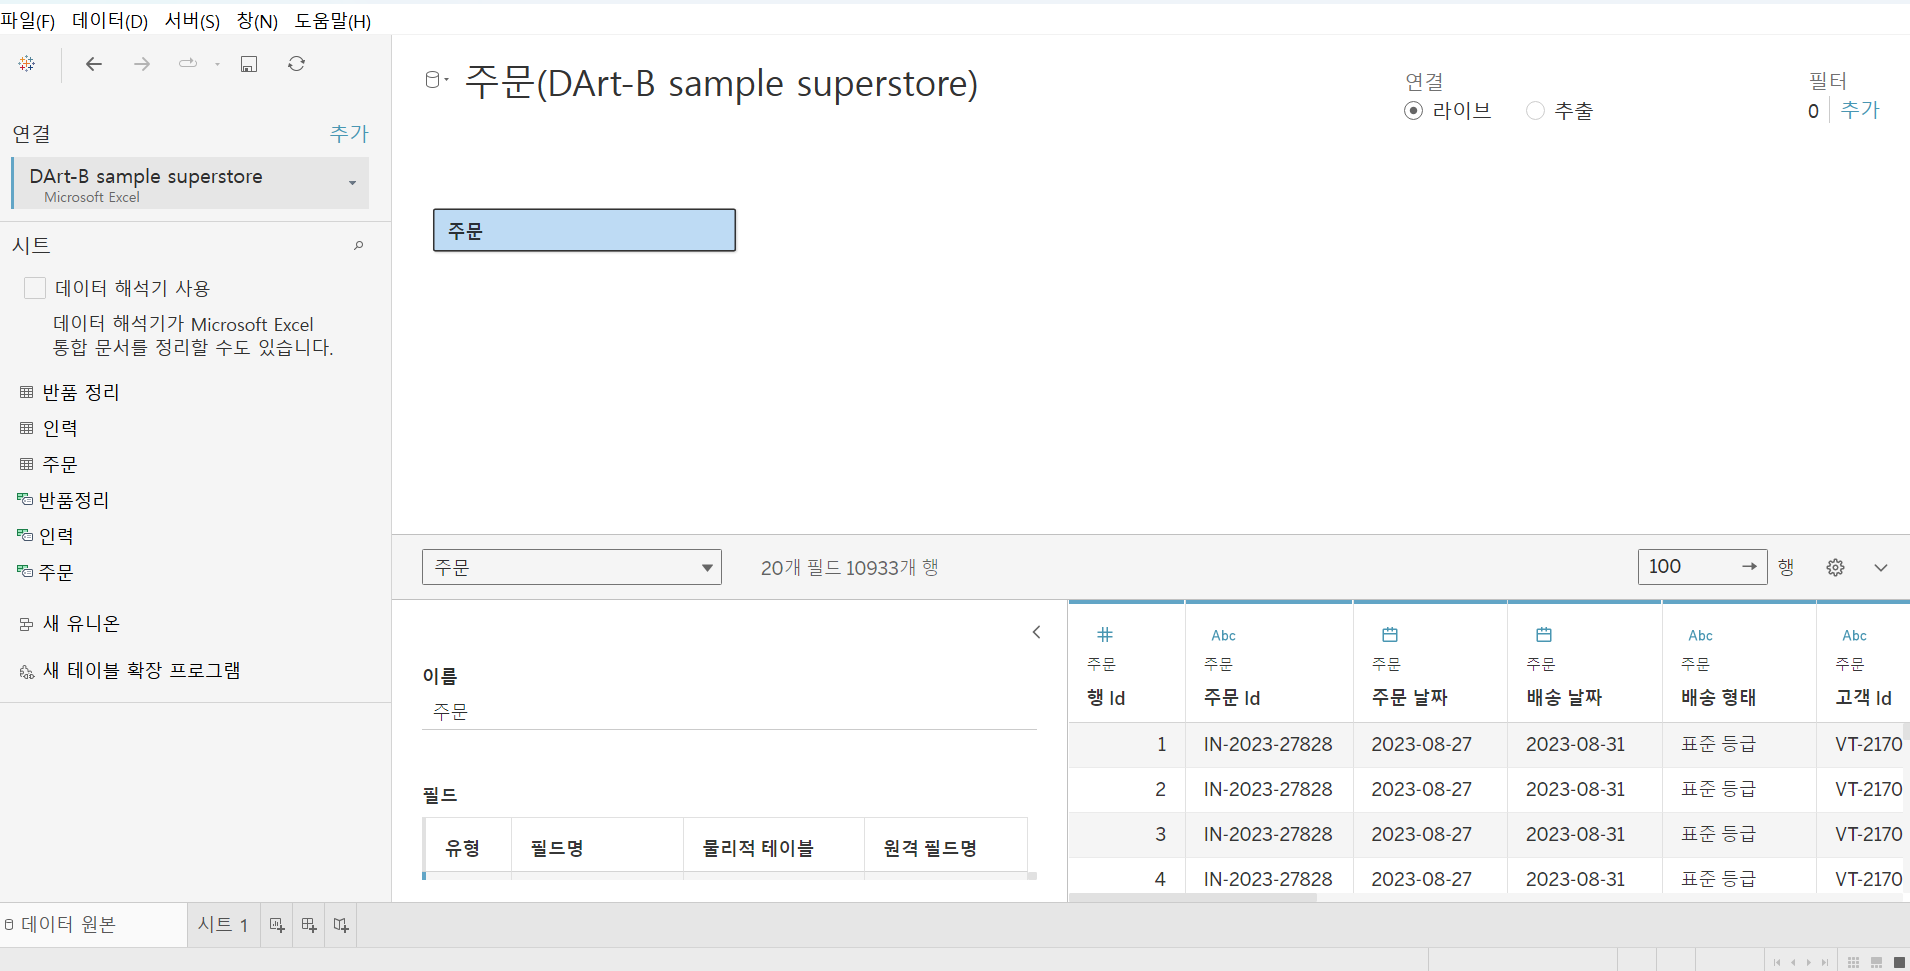 파일(F) 데이터(D) 서버(S) 창(N) 도움말(H)
연결 추가
DArt-B sample superstore
Microsoft Excel
시트
데이터 해석기 사용
데이터 해석기가 Microsoft Excel
통합 문서를 정리할 수도 있습니다.
반품 정리
인력
주문
반품정리
인력
주문
새 유니온
새 테이블 확장 프로그램
주문(DArt-B sample superstore)
연결
라이브 추출
필터
0 추가
주문
주문 20개 필드 10933개 행 100 행
이름
주문
필드
유형 필드명 물리적 테이블 원격 필드명
Abc Abc Abc
주문 주문 주문 주문 주문 주문
행 Id 주문 Id 주문 날짜 배송 날짜 배송 형태 고객 Id
1 IN-2023-27828 2023-08-27 2023-08-31 표준 등급 VT-2170
2 IN-2023-27828 2023-08-27 2023-08-31 표준 등급 VT-2170
3 IN-2023-27828 2023-08-27 2023-08-31 표준 등급 VT-2170
4 IN-2023-27828 2023-08-27 2023-08-31 표준 등급 VT-2170
데이터 원본 시트 1